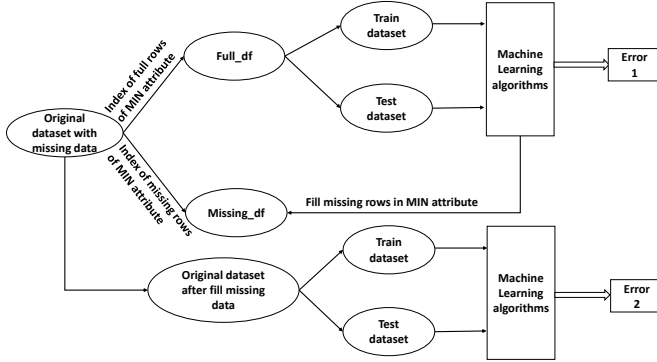 Train
dataset
Full_df
Index of full rows
of MIN attribute
Machine
Learning
algorithms
Error
1
Test
dataset
Original
dataset with
missing data
Index of missing rows
of MIN attribute
Missing_df
Fill missing rows in MIN attribute
Train
dataset
Original dataset
after fill missing
data
Machine
Learning
algorithms
Error
2
Test
dataset